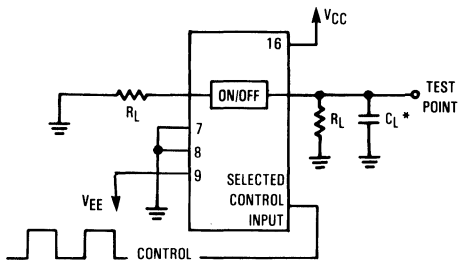 VCC
16
ON/OFF
TEST
POINT
RL
RL
CL*
7
8
9
VEE
SELECTED
CONTROL
INPUT
CONTROL